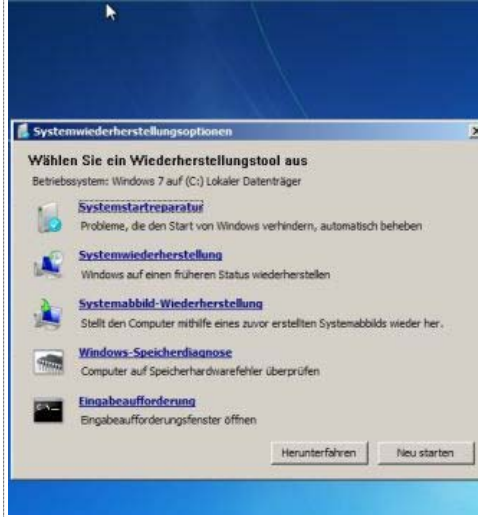 Systemwiederherstellungsoptionen
Wählen Sie ein Wiederherstellungstool aus
Betriebssystem: Windows 7 auf (C:) Lokaler Datenträger
Systemstartreparatur
Probleme, die den Start von Windows verhindern, automatisch beheben
Systemwiederherstellung
Windows auf einen früheren Status wiederherstellen
Systemabbild-Wiederherstellung
Stellt den Computer mithilfe eines zuvor erstellten Systemabbilds wieder her.
Windows-Speicherdiagnose
Computer auf Speicherhardwarefehler überprüfen
Eingabeaufforderung
Eingabeaufforderungsfenster öffnen
Herunterfahren Neu starten